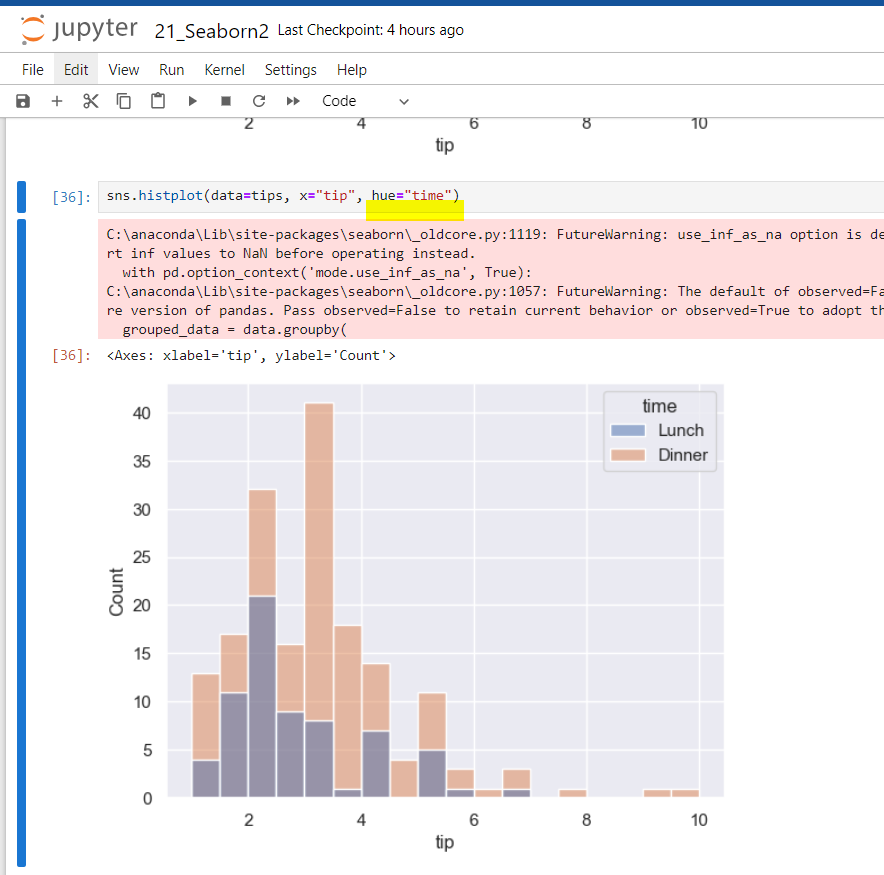 jupyter 21_Seaborn2 Last Checkpoint: 4 hours ago
File Edit View Run Kernel Settings Help
Code
2 4 6 8 10
tip
[36]: sns.histplot(data=tips, x="tip", hue="time")
C:\anaconda\Lib\site-packages\seaborn\_oldcore.py:1119: FutureWarning: use_inf_as_na option is de
rt inf values to NaN before operating instead.
with pd.option_context('mode.use_inf_as_na', True):
C:\anaconda\Lib\site-packages\seaborn\_oldcore.py:1057: FutureWarning: The default of observed=Fa
re version of pandas. Pass observed=False to retain current behavior or observed=True to adopt th
grouped_data = data.groupby(
[36]: <Axes: xlabel='tip', ylabel='Count'>
time
Lunch
Dinner
40
35
30
25
20
15
10
5
0
Count
2 4 6 8 10
tip